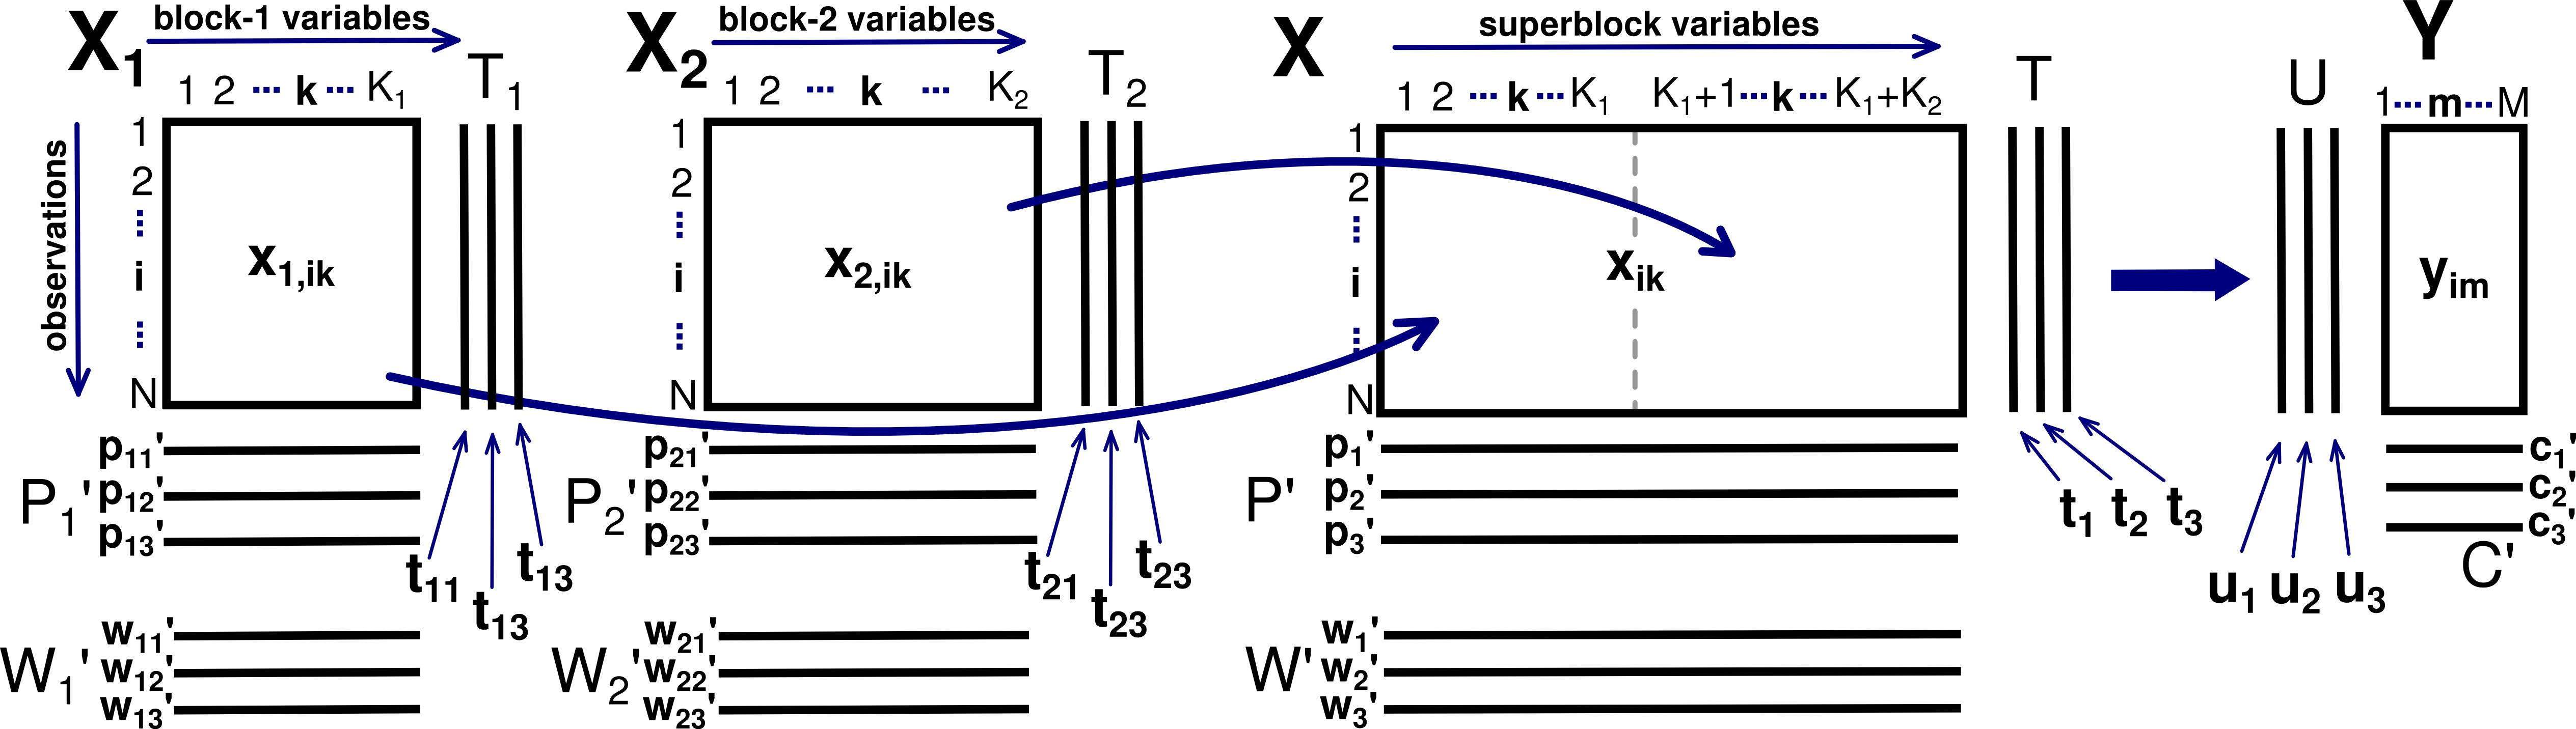 X1 block-1 variables
1 2 ... k ... K1
T1
observations
1
2
...
i
...
N
x1,ik
p11'
P1' p12'
p13'
t11 t13 t13
w11'
W1' w12'
w13'
X2 block-2 variables
1 2 ... k ... K2
T2
1
2
...
i
...
N
x2,ik
p21'
P2' p22'
p23'
t21 t23 t23
w21'
W2' w22'
w23'
X superblock variables
1 2 ... k ... K1 K1+1 ... k ... K1+K2
T
1
2
...
i
...
N
xik
p1'
P' p2'
p3'
t1 t2 t3
w1'
W' w2'
w3'
U
u1 u2 u3
Y
1 ... m ... M
yim
c1'
c2'
c3'
C'